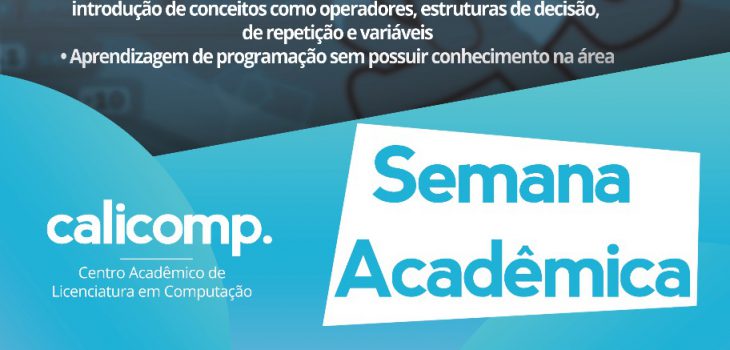 introdução de conceitos como operadores, estruturas de decisão,
de repetição e variáveis
• Aprendizagem de programação sem possuir conhecimento na área
Semana
Acadêmica
calicomp.
Centro Acadêmico de
Licenciatura em Computação